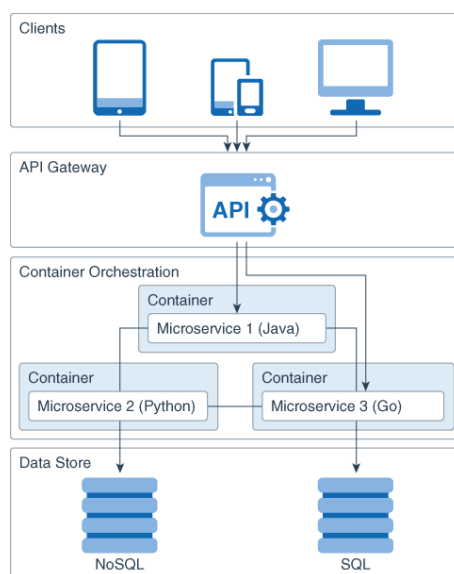 Clients
API Gateway
API
Container Orchestration
Container
Microservice 1 (Java)
Container
Container
Microservice 2 (Python)
Microservice 3 (Go)
Data Store
NoSQL
SQL